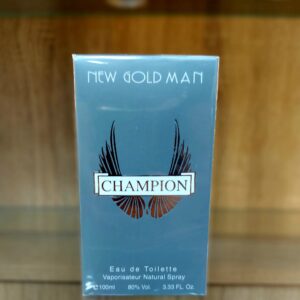 NEW GOLD MAN
CHAMPION
Eau de Toilette
Vaporisateur Natural Spray
℮100ml 80% Vol. 3.33 FL. Oz.